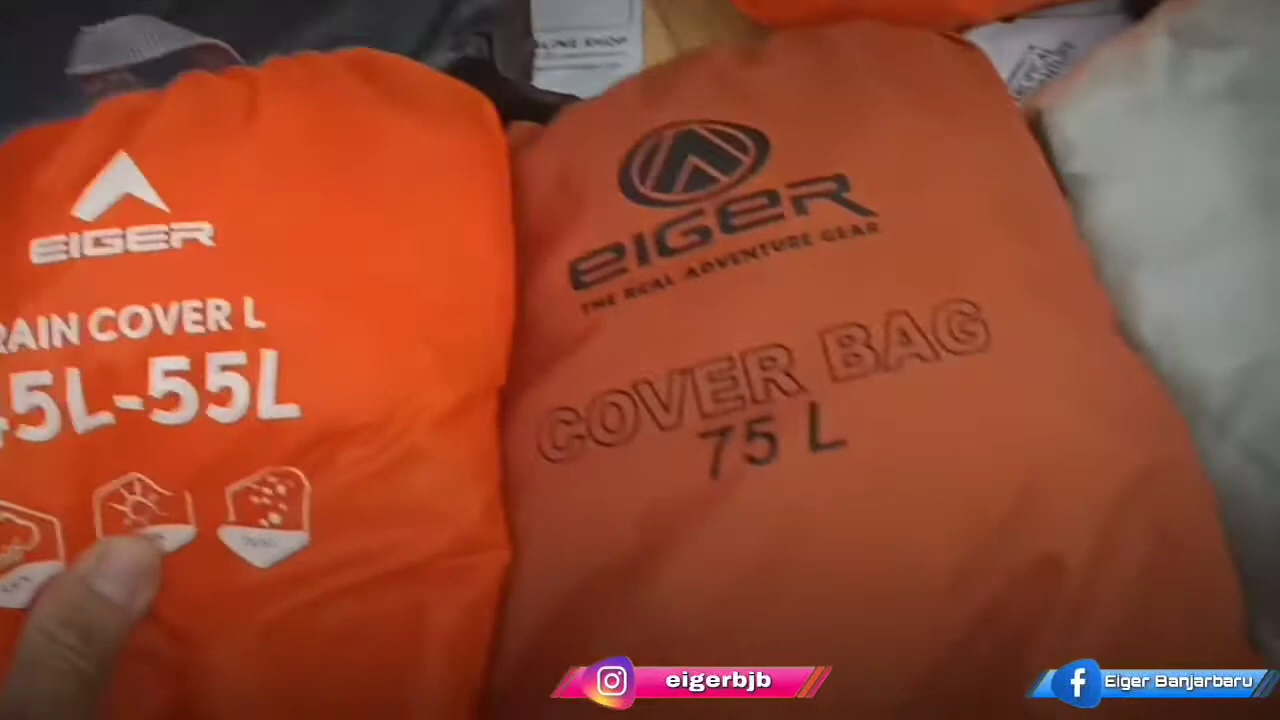 EIGER
RAIN COVER L
45L-55L
EIGER
THE REAL ADVENTURE GEAR
COVER BAG
75 L
eigerbjb
Eiger Banjarbaru